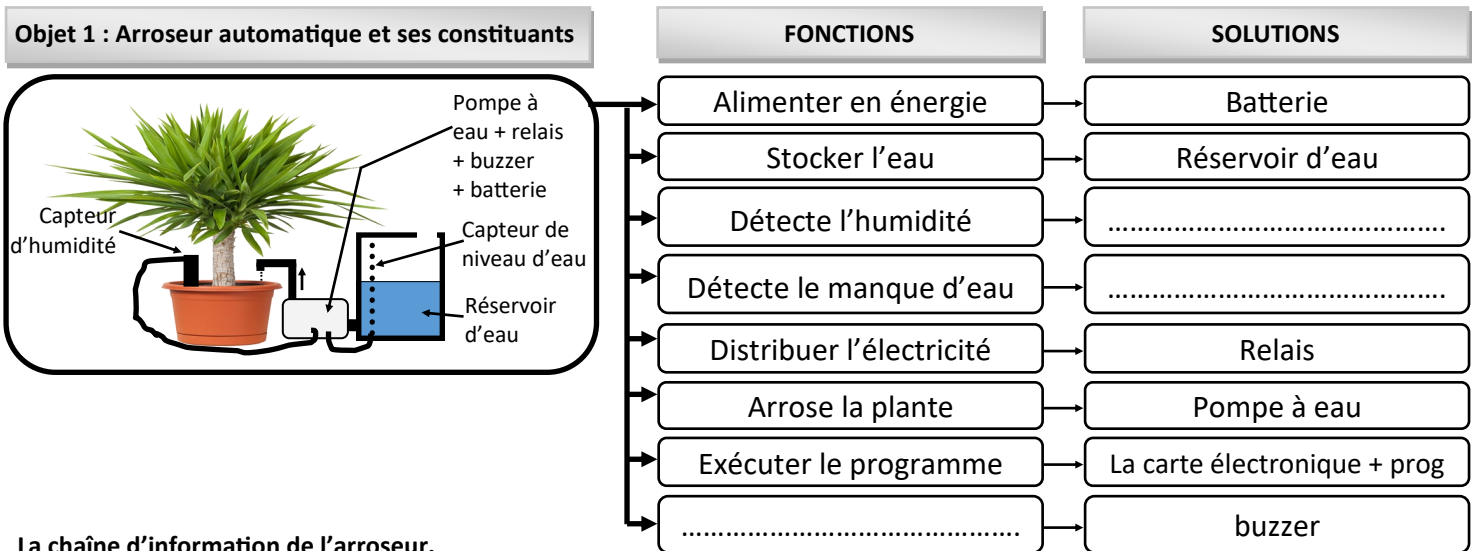 Objet 1 : Arroseur automatique et ses constituants
FONCTIONS
SOLUTIONS
Pompe à
eau + relais
+ buzzer
+ batterie
Capteur
d’humidité
Capteur de
niveau d’eau
Réservoir
d’eau
Alimenter en énergie
Batterie
Stocker l’eau
Réservoir d’eau
Détecte l’humidité
…………………………………….
Détecte le manque d’eau
…………………………………….
Distribuer l’électricité
Relais
Arrose la plante
Pompe à eau
Exécuter le programme
La carte électronique + prog
…………………………………….
buzzer
La chaîne d’information de l’arroseur.